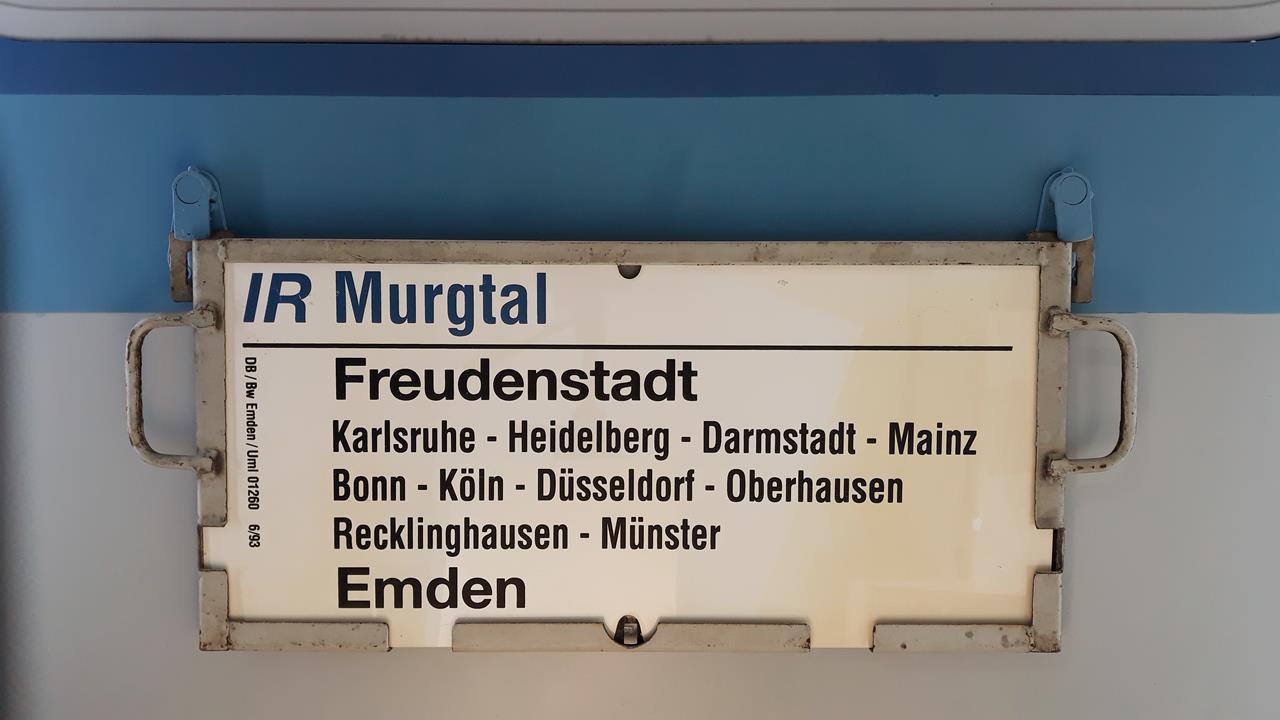 IR Murgtal
Freudenstadt
Karlsruhe - Heidelberg - Darmstadt - Mainz
Bonn - Köln - Düsseldorf - Oberhausen
Recklinghausen - Münster
Emden
DB / Bw Emden / Uml 01260 6/93